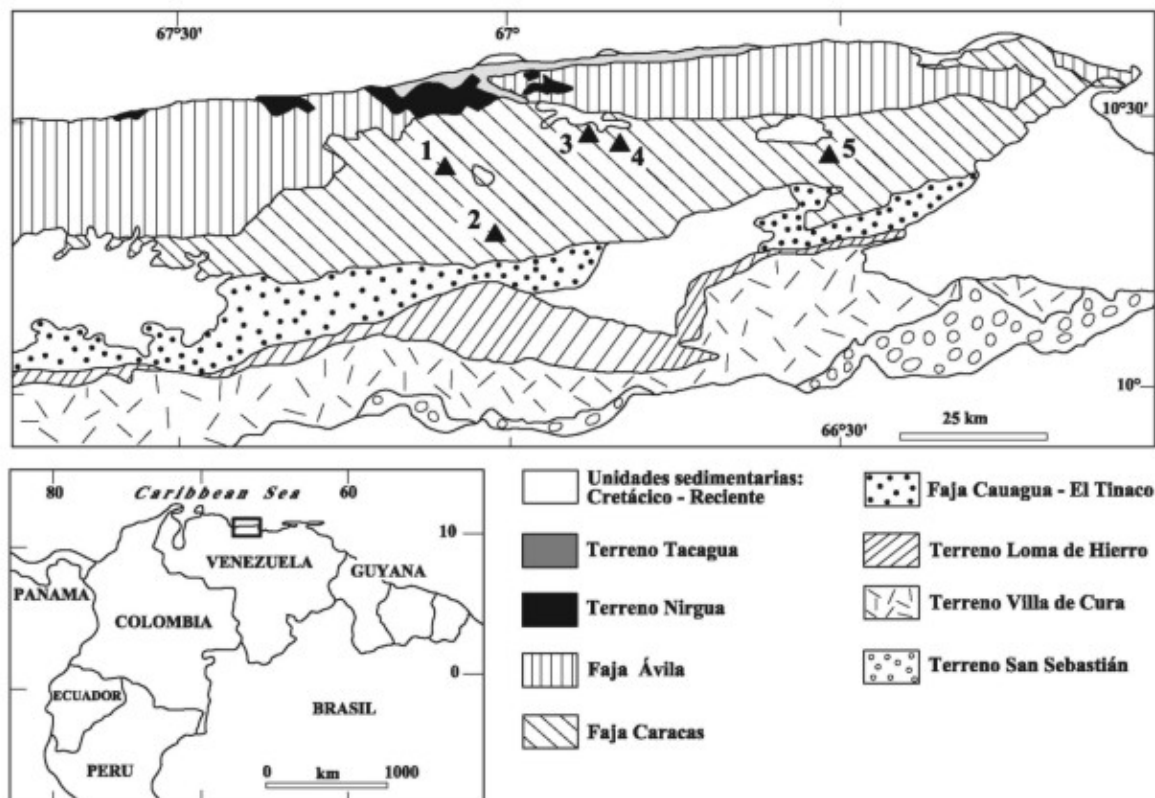 67°30'
67°
10°30'
1
3
4
5
2
10°
66°30'
25 km
80
Caribbean Sea
60
10
VENEZUELA
GUYANA
PANAMA
COLOMBIA
0
ECUADOR
BRASIL
PERU
0 km 1000
Unidades sedimentarias:
Cretácico - Reciente
Terreno Tacagua
Terreno Nirgua
Faja Ávila
Faja Caracas
Faja Cauagua - El Tinaco
Terreno Loma de Hierro
Terreno Villa de Cura
Terreno San Sebastián